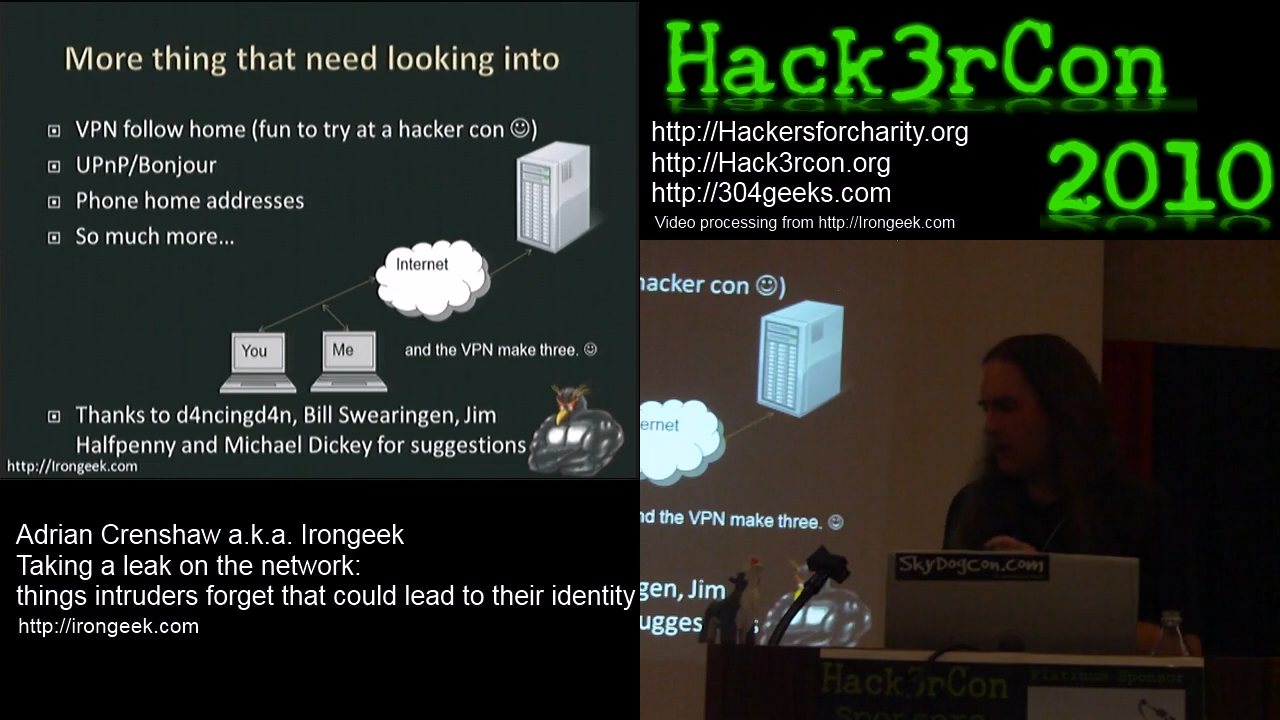 More thing that need looking into
VPN follow home (fun to try at a hacker con ☺)
UPnP/Bonjour
Phone home addresses
So much more...
Internet
You
Me
and the VPN make three. ☺
Thanks to d4ncingd4n, Bill Swearingen, Jim
Halfpenny and Michael Dickey for suggestions
http://Irongeek.com
Adrian Crenshaw a.k.a. Irongeek
Taking a leak on the network:
things intruders forget that could lead to their identity
http://irongeek.com
Hack3rCon
2010
http://Hackersforcharity.org
http://Hack3rcon.org
http://304geeks.com
Video processing from http://Irongeek.com
hacker con ☺)
ernet
nd the VPN make three. ☺
gen, Jim
ugges
SkyDogCon.com
Hack3rCon
Platinum Sponsor
Sponsors